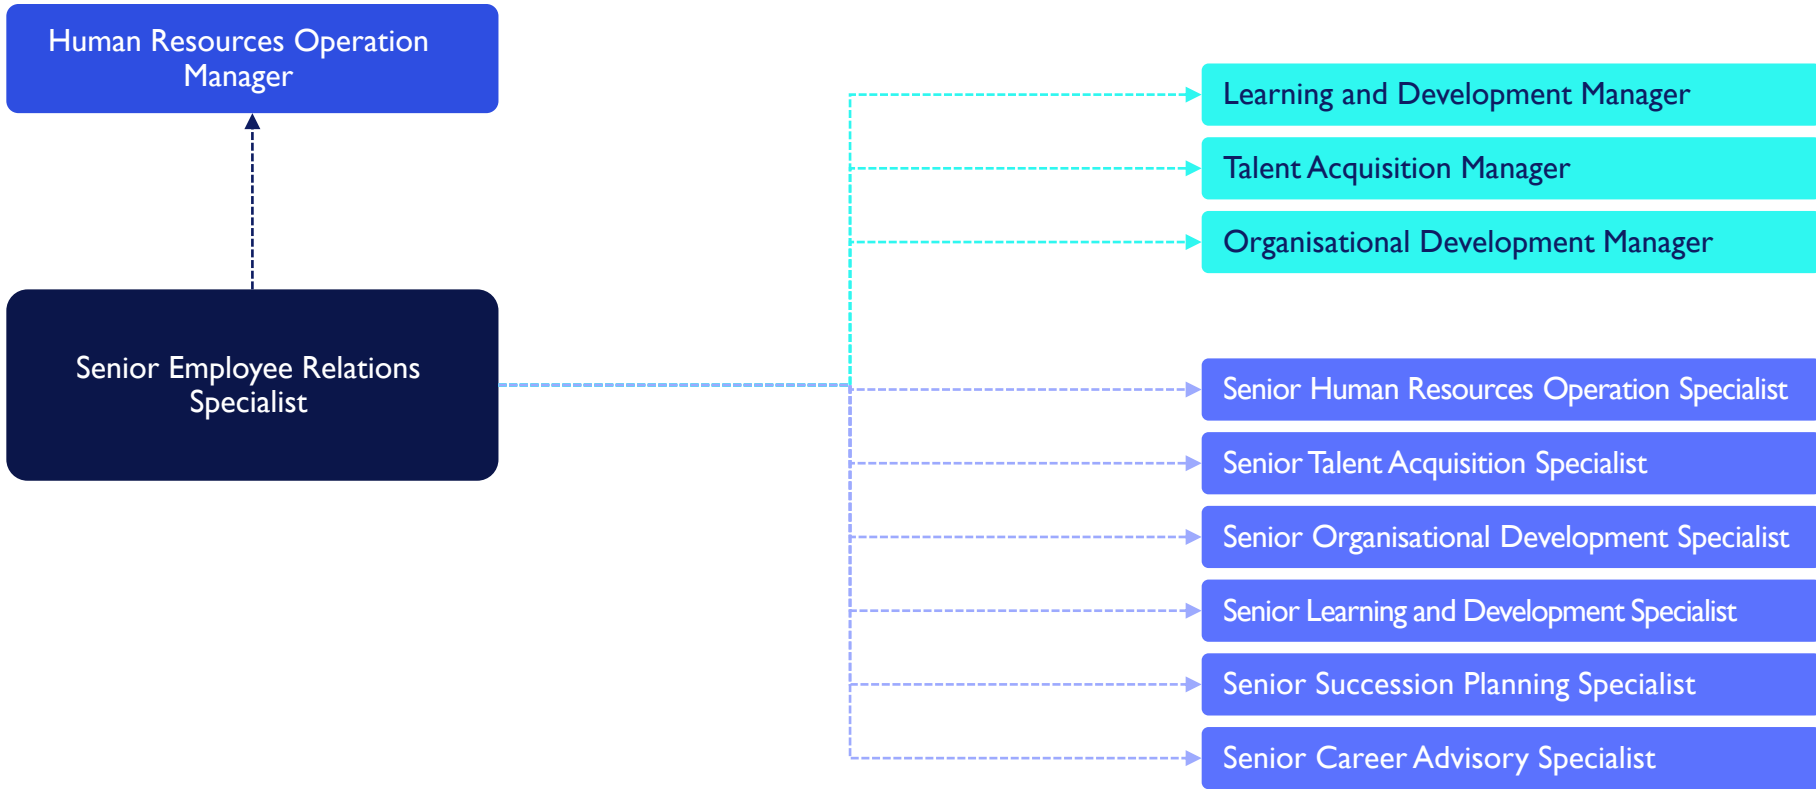 Human Resources Operation
Manager
Senior Employee Relations
Specialist
Learning and Development Manager
Talent Acquisition Manager
Organisational Development Manager
Senior Human Resources Operation Specialist
Senior Talent Acquisition Specialist
Senior Organisational Development Specialist
Senior Learning and Development Specialist
Senior Succession Planning Specialist
Senior Career Advisory Specialist